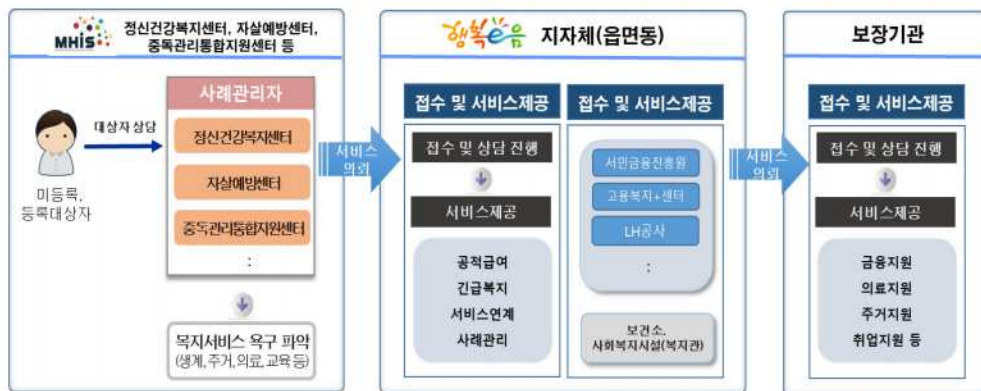 MHIS
정신건강복지센터, 자살예방센터,
중독관리통합지원센터 등
대상자 상담
미등록,
등록대상자
사례관리자
정신건강복지센터
자살예방센터
중독관리통합지원센터
:
복지서비스 욕구 파악
(생계, 주거, 의료, 교육 등)
서비스
의뢰
행복e음 지자체(읍면동)
접수 및 서비스제공
접수 및 상담 진행
서비스제공
공적급여
긴급복지
서비스연계
사례관리
접수 및 서비스제공
서민금융진흥원
고용복지+센터
LH공사
:
보건소,
사회복지시설(복지관)
서비스
의뢰
보장기관
접수 및 서비스제공
접수 및 상담 진행
서비스제공
금융지원
의료지원
주거지원
취업지원 등